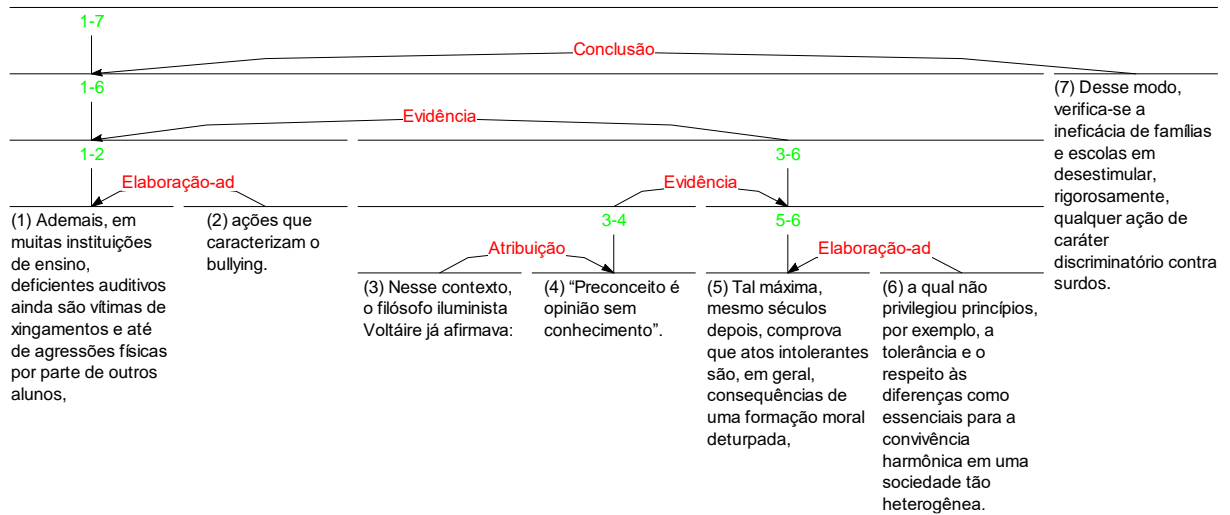 1-7
Conclusão
1-6
Evidência
1-2
3-6
Elaboração-ad
Evidência
(1) Ademais, em
muitas instituições
de ensino,
deficientes auditivos
ainda são vítimas de
xingamentos e até
de agressões físicas
por parte de outros
alunos,
(2) ações que
caracterizam o
bullying.
3-4
5-6
Atribuição
Elaboração-ad
(3) Nesse contexto,
o filósofo iluminista
Voltáire já afirmava:
(4) “Preconceito é
opinião sem
conhecimento”.
(5) Tal máxima,
mesmo séculos
depois, comprova
que atos intolerantes
são, em geral,
consequências de
uma formação moral
deturpada,
(6) a qual não
privilegiou princípios,
por exemplo, a
tolerância e o
respeito às
diferenças como
essenciais para a
convivência
harmônica em uma
sociedade tão
heterogênea.
(7) Desse modo,
verifica-se a
ineficácia de famílias
e escolas em
desestimular,
rigorosamente,
qualquer ação de
caráter
discriminatório contra
surdos.